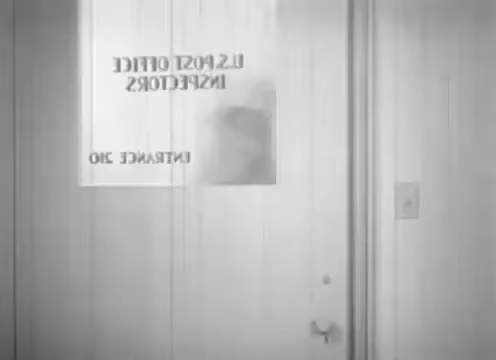 U.S. POST OFFICE
INSPECTORS
ENTRANCE 210